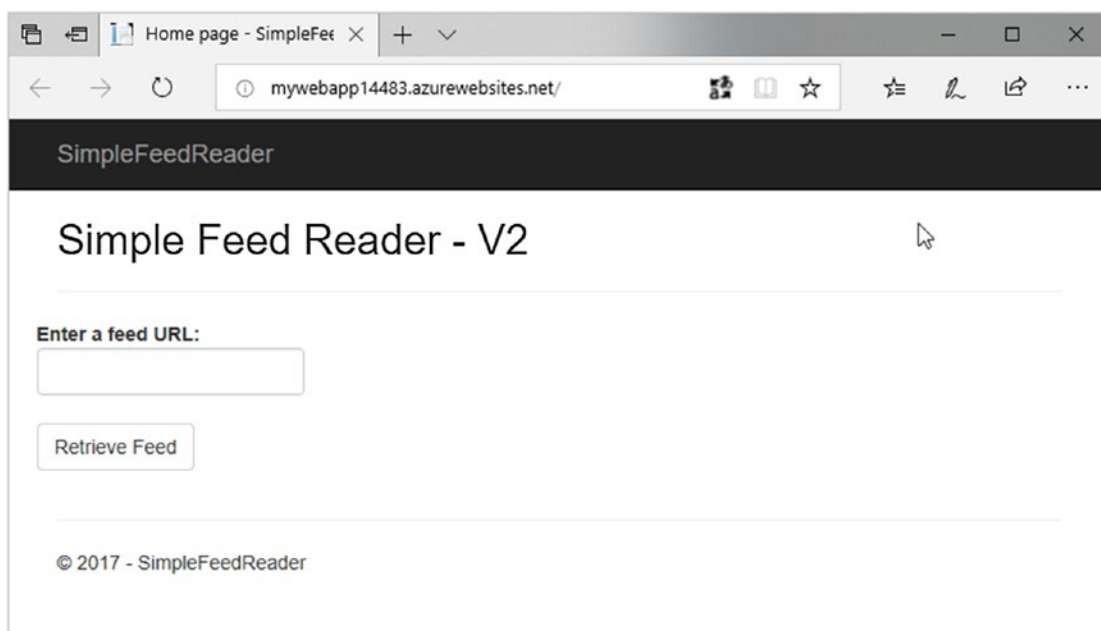 Home page - SimpleFee
mywebapp14483.azurewebsites.net/
SimpleFeedReader
Simple Feed Reader - V2
Enter a feed URL:
Retrieve Feed
© 2017 - SimpleFeedReader